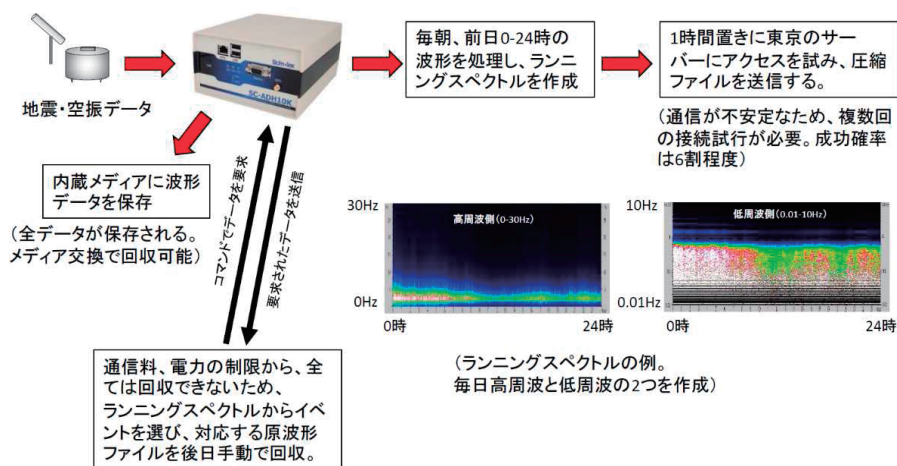 地震・空振データ
SC-ADH10K
毎朝、前日0-24時の
波形を処理し、ランニ
ングスペクトルを作成
1時間置きに東京のサー
バーにアクセスを試み、圧縮
ファイルを送信する。
(通信が不安定なため、複数回
の接続試行が必要。成功確率
は6割程度)
内蔵メディアに波形
データを保存
(全データが保存される。
メディア交換で回収可能)
コマンドでデータを要求
要求されたデータを送信
30Hz
高周波側(0-30Hz)
0Hz
0時
24時
10Hz
低周波側(0.01-10Hz)
0.01Hz
0時
24時
(ランニングスペクトルの例。
毎日高周波と低周波の2つを作成)
通信料、電力の制限から、全
ては回収できないため、
ランニングスペクトルからイベ
ントを選び、対応する原波形
ファイルを後日手動で回収。